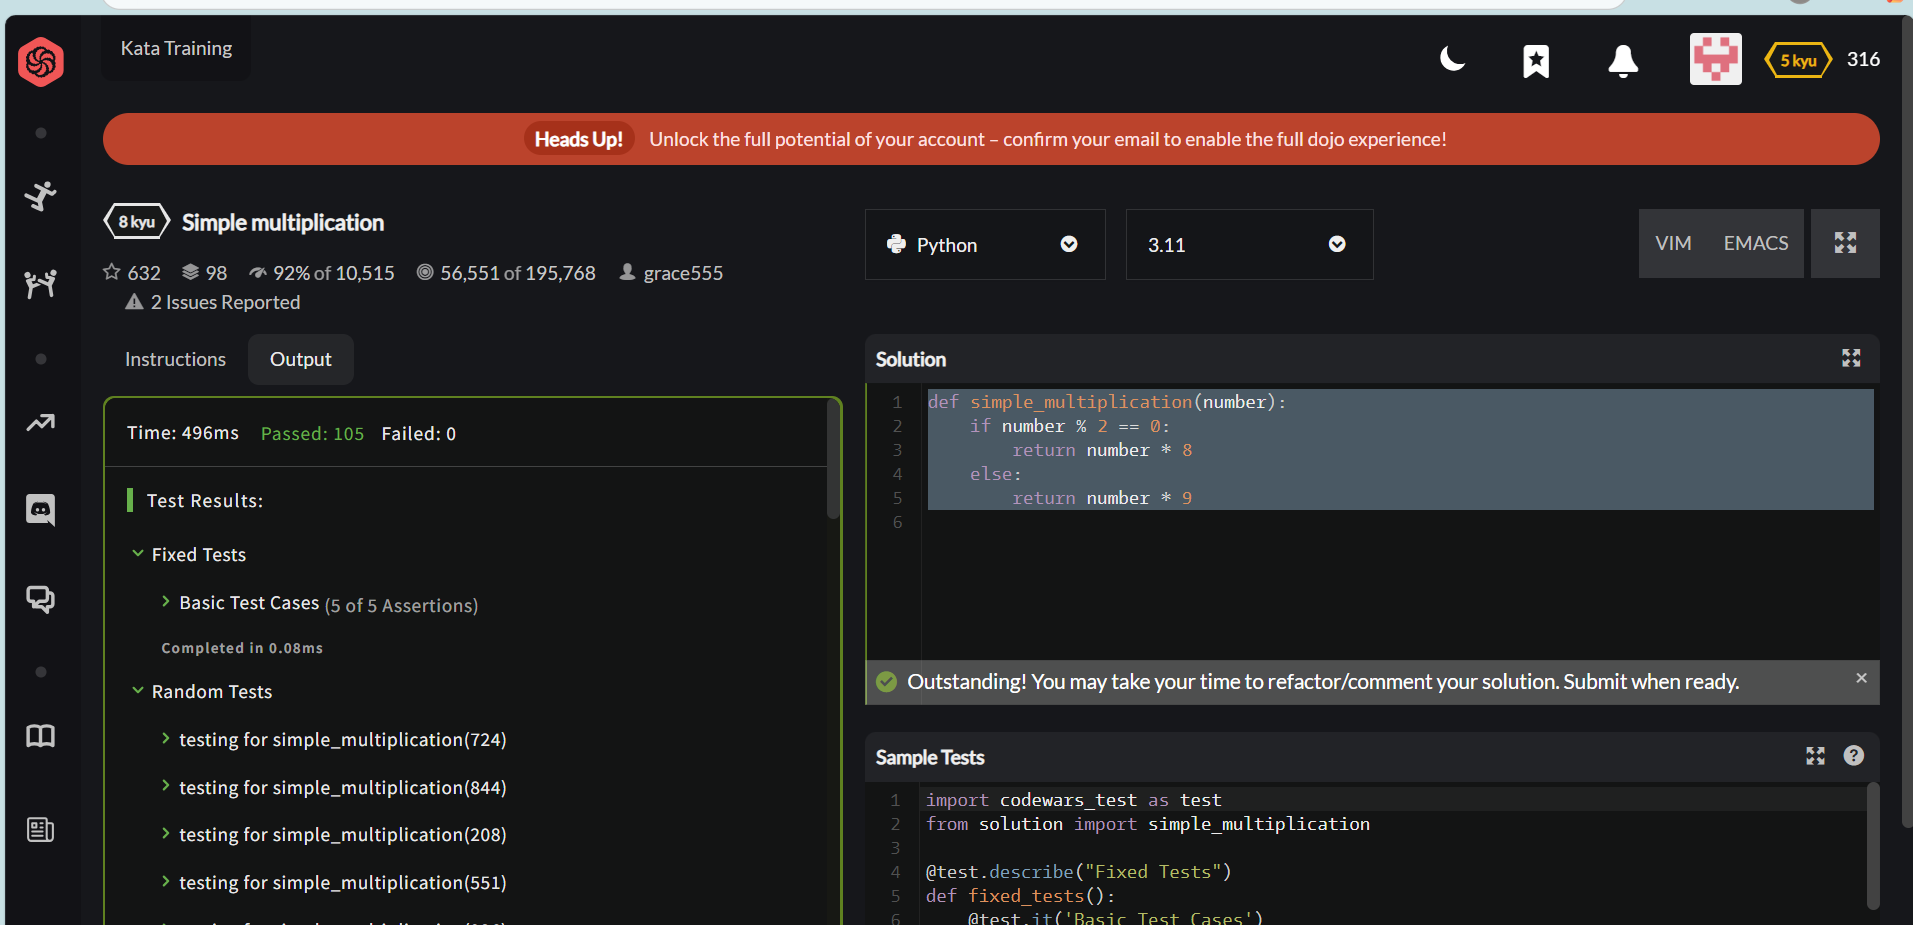 Kata Training
5 kyu
316
Heads Up! Unlock the full potential of your account – confirm your email to enable the full dojo experience!
8 kyu Simple multiplication
632 98 92% of 10,515 56,551 of 195,768 grace555
2 Issues Reported
Python
3.11
VIM EMACS
Instructions Output
Time: 496ms Passed: 105 Failed: 0
Test Results:
Fixed Tests
Basic Test Cases (5 of 5 Assertions)
Completed in 0.08ms
Random Tests
testing for simple_multiplication(724)
testing for simple_multiplication(844)
testing for simple_multiplication(208)
testing for simple_multiplication(551)
Solution
1 def simple_multiplication(number):
2     if number % 2 == 0:
3         return number * 8
4     else:
5         return number * 9
6
Outstanding! You may take your time to refactor/comment your solution. Submit when ready.
Sample Tests
1 import codewars_test as test
2 from solution import simple_multiplication
3
4 @test.describe("Fixed Tests")
5 def fixed_tests():
6     @test.it('Basic Test Cases')